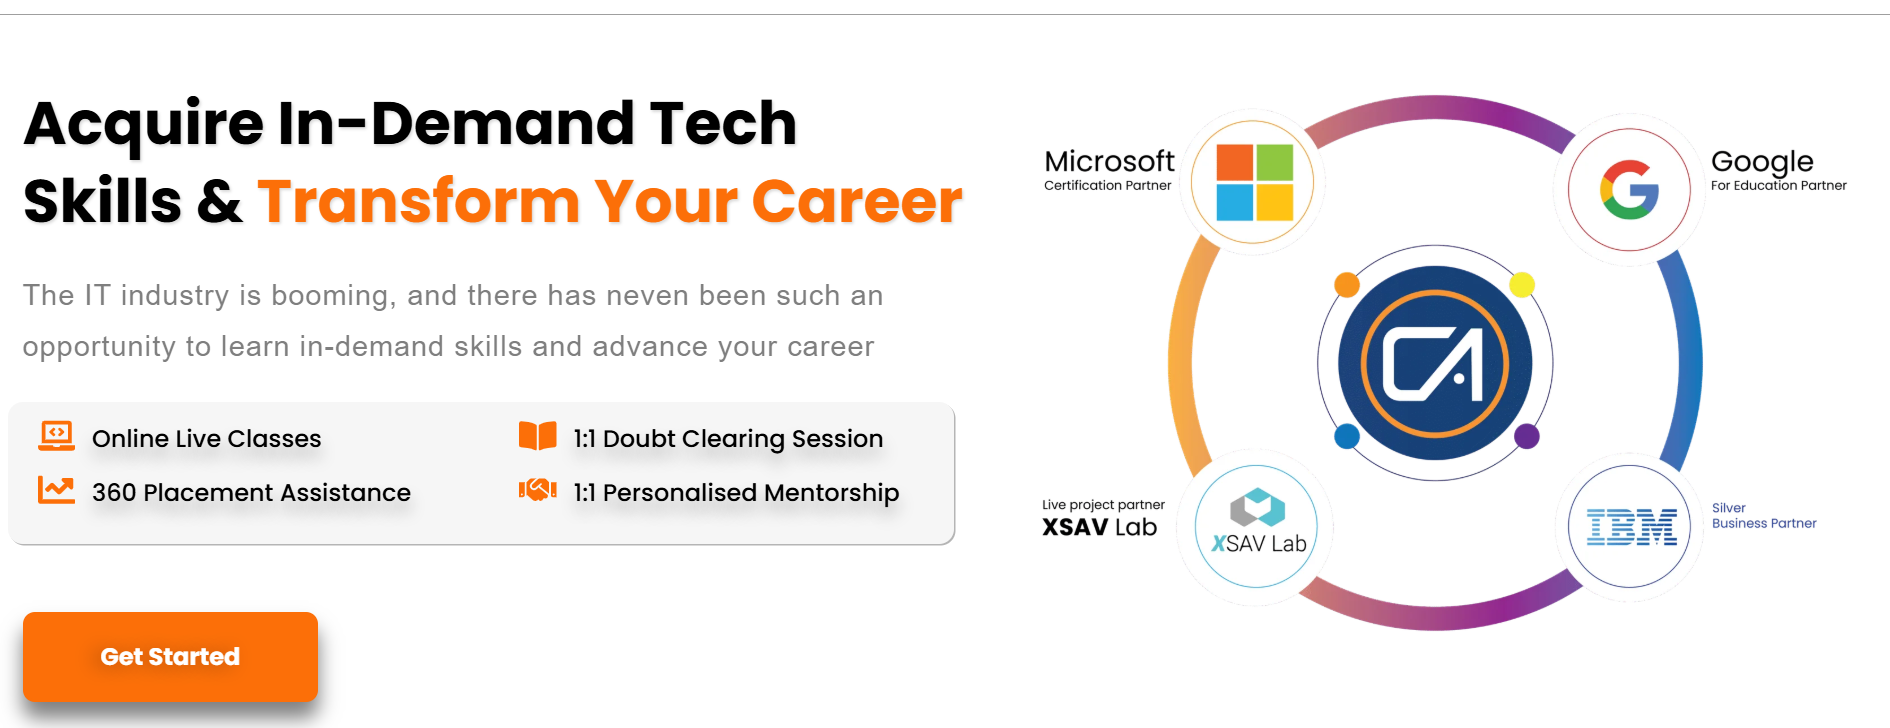 Acquire In-Demand Tech
Skills & Transform Your Career
The IT industry is booming, and there has neven been such an
opportunity to learn in-demand skills and advance your career
Online Live Classes
1:1 Doubt Clearing Session
360 Placement Assistance
1:1 Personalised Mentorship
Get Started
Microsoft
Certification Partner
Google
For Education Partner
CA
Live project partner
XSAV Lab
XSAV Lab
IBM
Silver
Business Partner